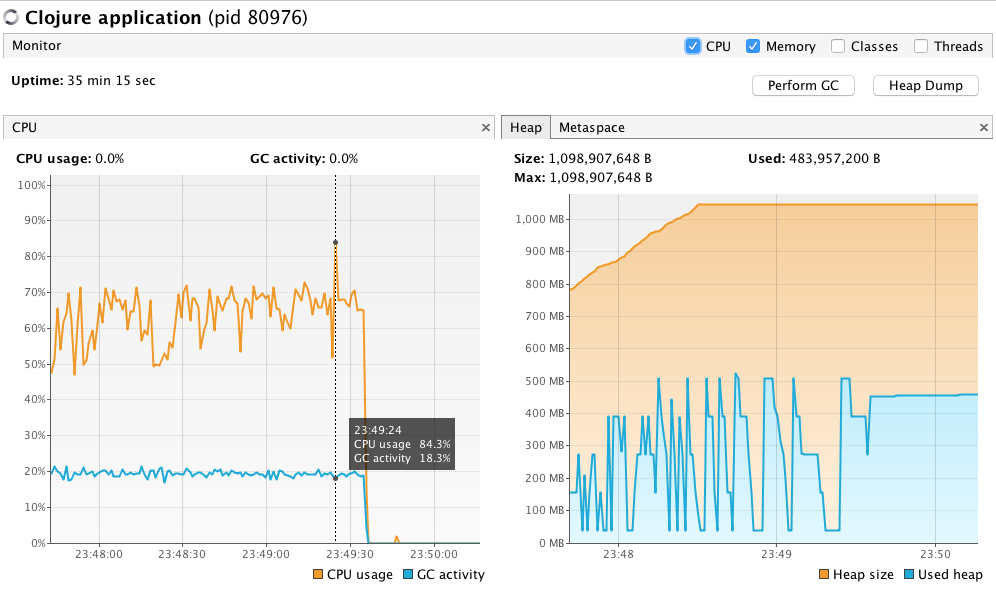 Clojure application (pid 80976)
Monitor
CPU Memory Classes Threads
Uptime: 35 min 15 sec
Perform GC Heap Dump
CPU
CPU usage: 0.0% GC activity: 0.0%
100%
90%
80%
70%
60%
50%
40%
30%
20%
10%
0%
23:49:24
CPU usage 84.3%
GC activity 18.3%
23:48:00 23:48:30 23:49:00 23:49:30 23:50:00
CPU usage GC activity
Heap Metaspace
Size: 1,098,907,648 B Used: 483,957,200 B
Max: 1,098,907,648 B
1,000 MB
900 MB
800 MB
700 MB
600 MB
500 MB
400 MB
300 MB
200 MB
100 MB
0 MB
23:48 23:49 23:50
Heap size Used heap